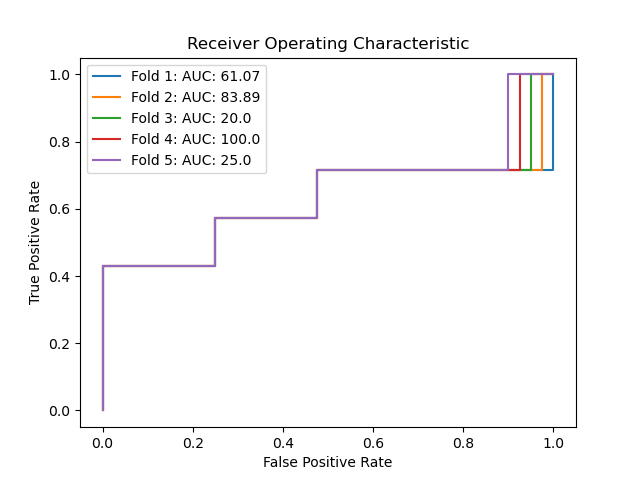 Receiver Operating Characteristic
Fold 1: AUC: 61.07
Fold 2: AUC: 83.89
Fold 3: AUC: 20.0
Fold 4: AUC: 100.0
Fold 5: AUC: 25.0
True Positive Rate
1.0
0.8
0.6
0.4
0.2
0.0
0.0 0.2 0.4 0.6 0.8 1.0
False Positive Rate